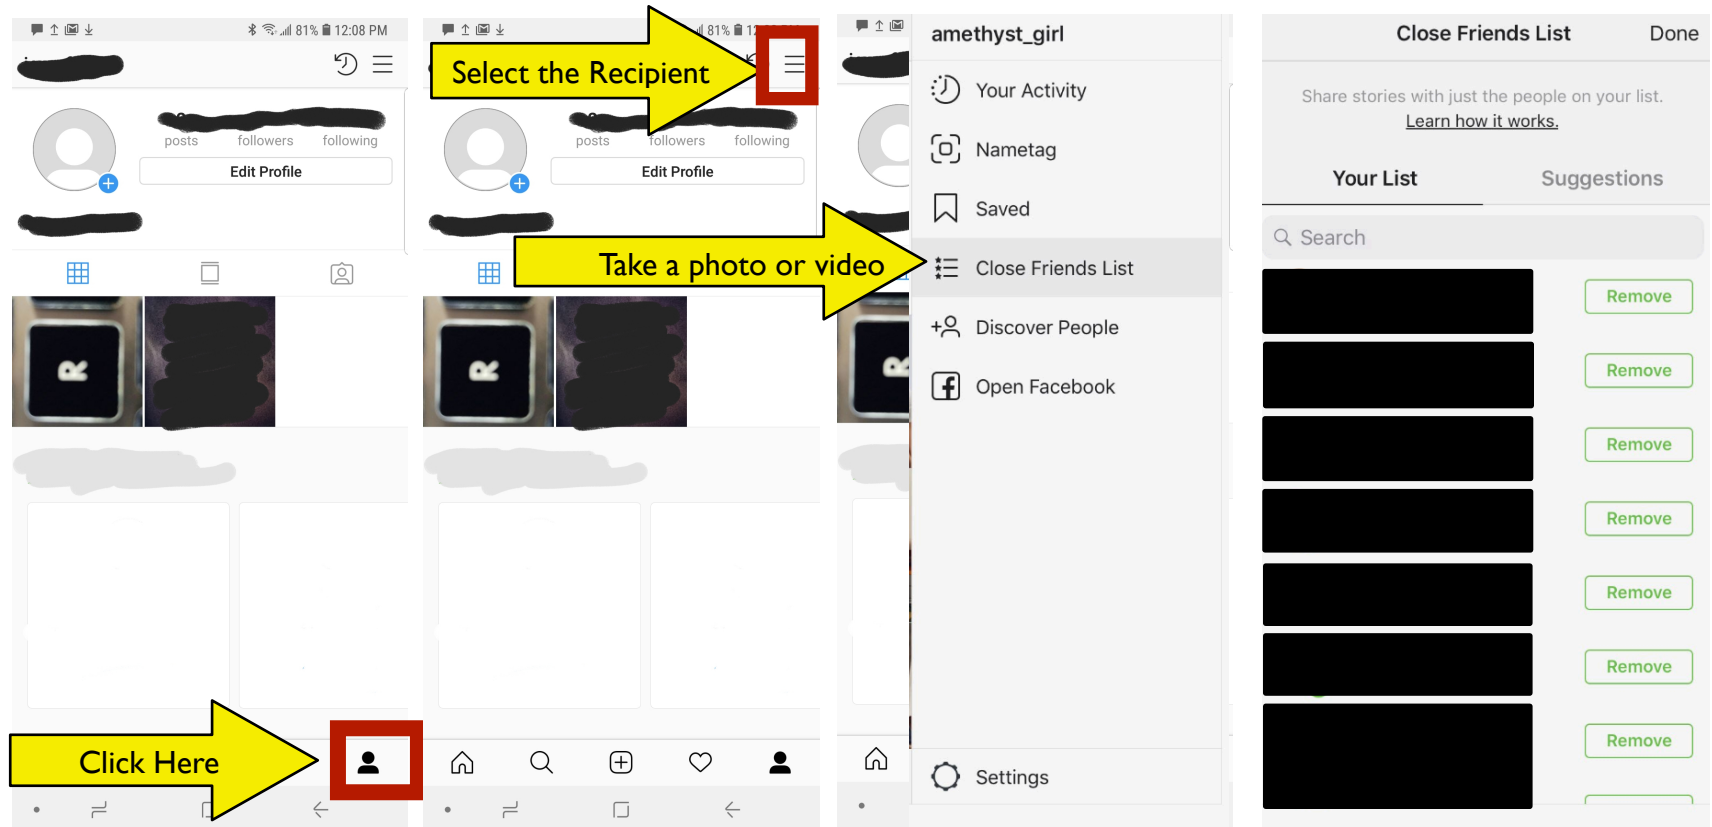 81% 12:08 PM
posts followers following
Edit Profile
Click Here
81%
Select the Recipient
posts followers following
Edit Profile
Take a photo or video
amethyst_girl
Your Activity
Nametag
Saved
Close Friends List
Discover People
Open Facebook
Settings
Close Friends List Done
Share stories with just the people on your list.
Learn how it works.
Your List Suggestions
Search
Remove
Remove
Remove
Remove
Remove
Remove
Remove
R
R